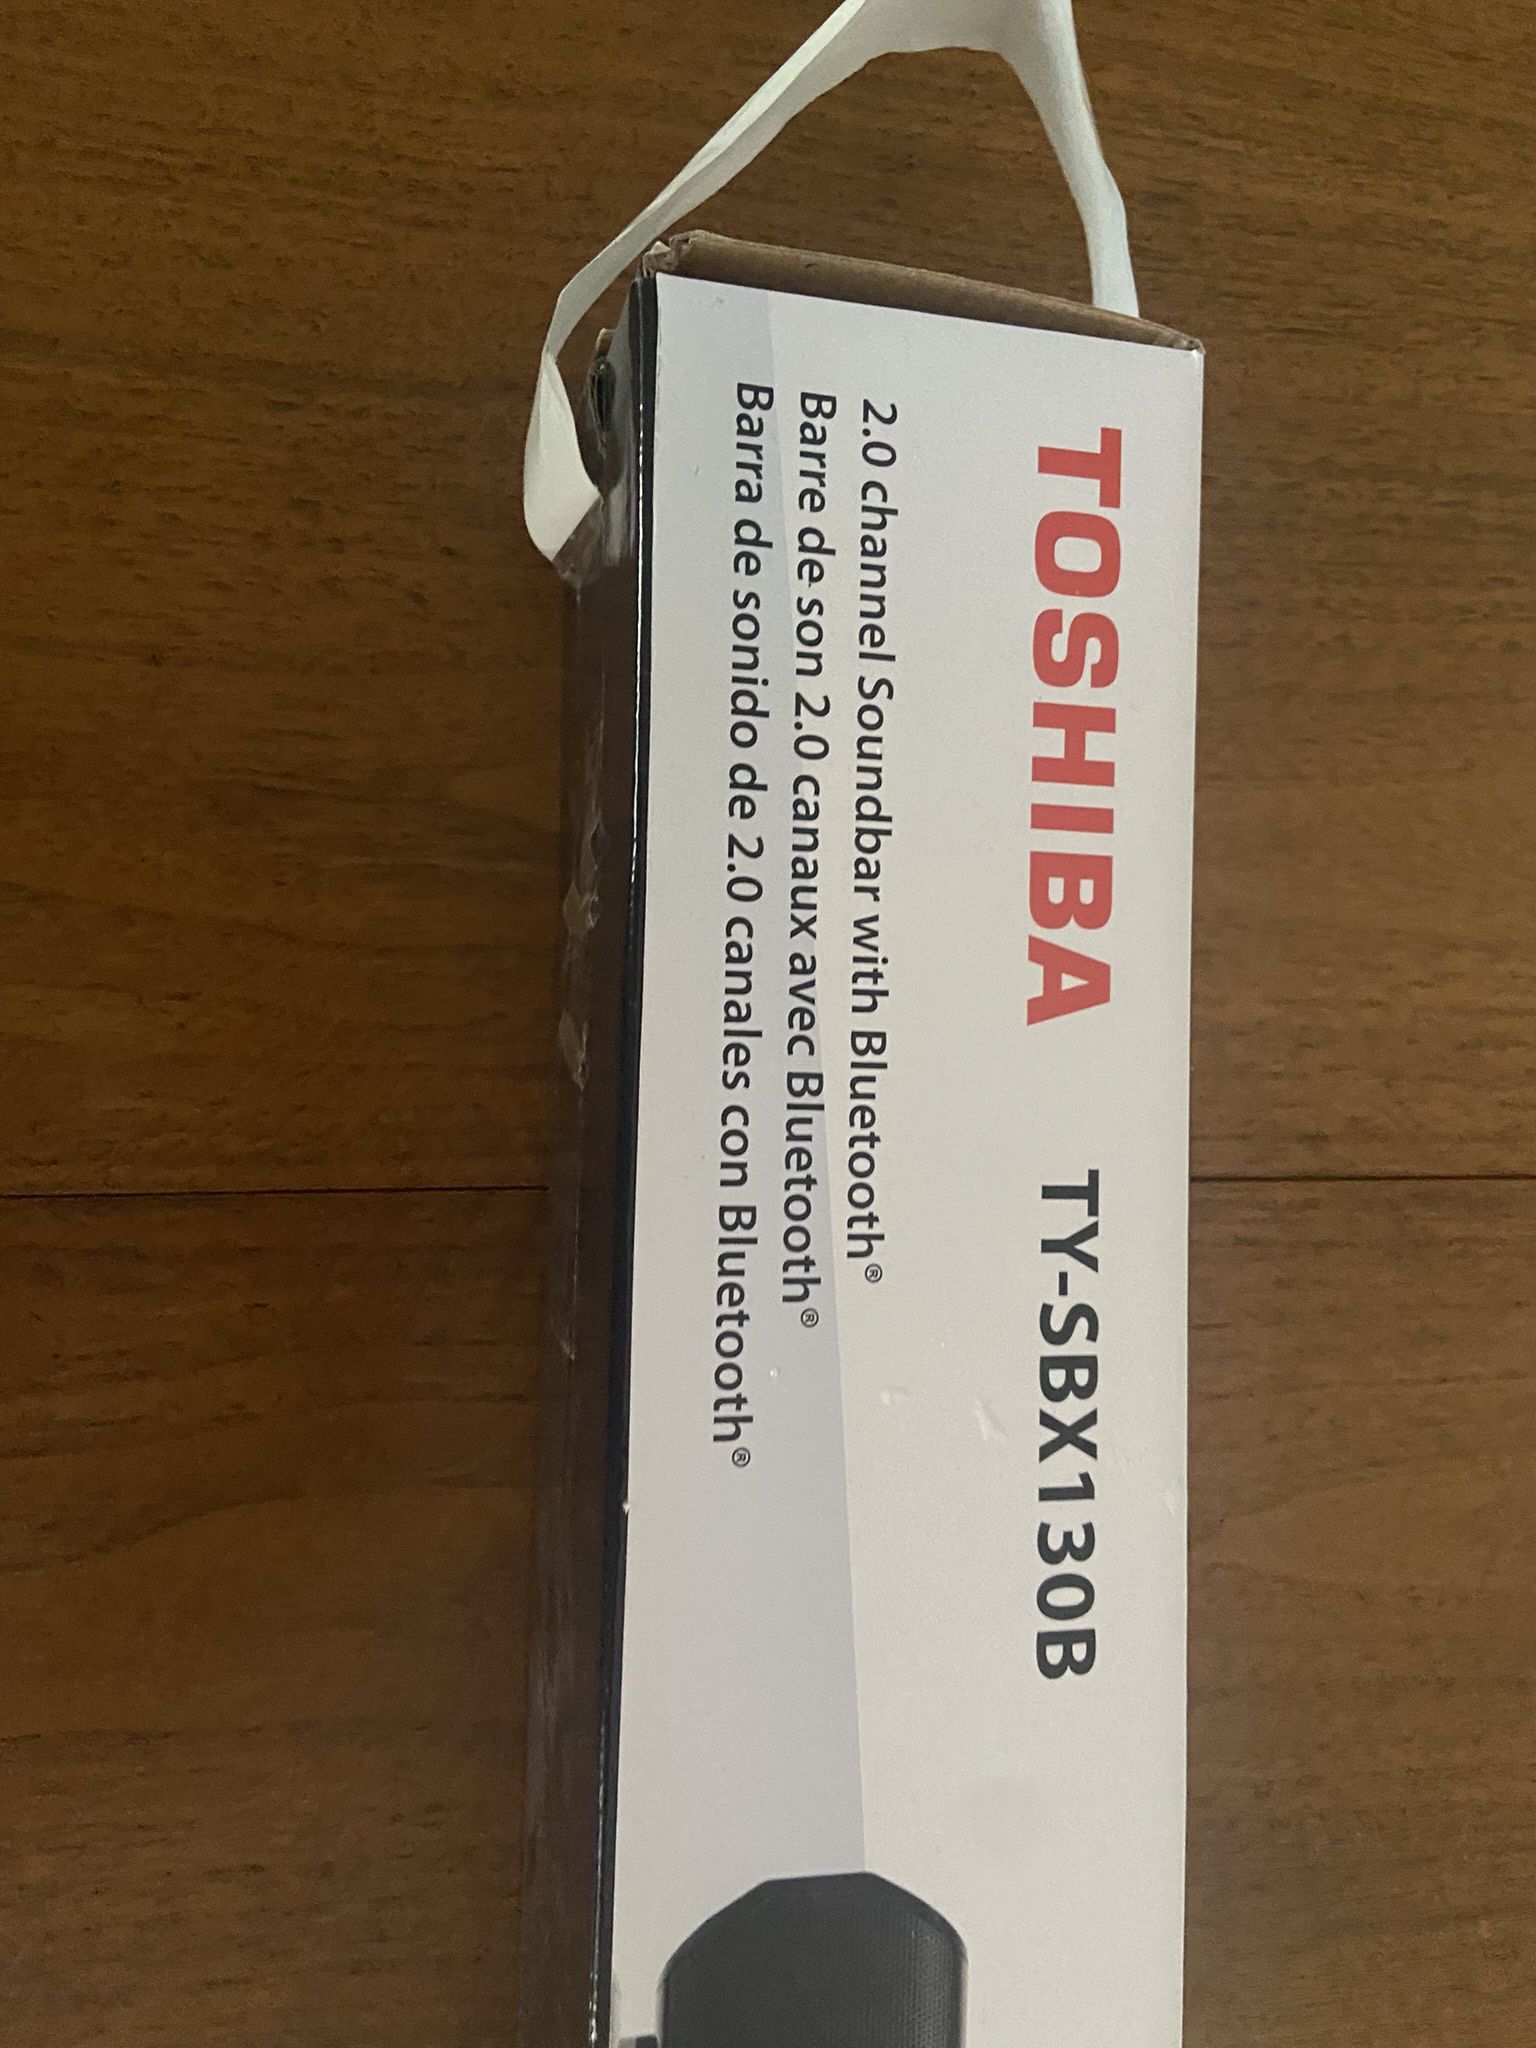 TOSHIBA TY-SBX130B
2.0 channel Soundbar with Bluetooth®
Barre de son 2.0 canaux avec Bluetooth®
Barra de sonido de 2.0 canales con Bluetooth®